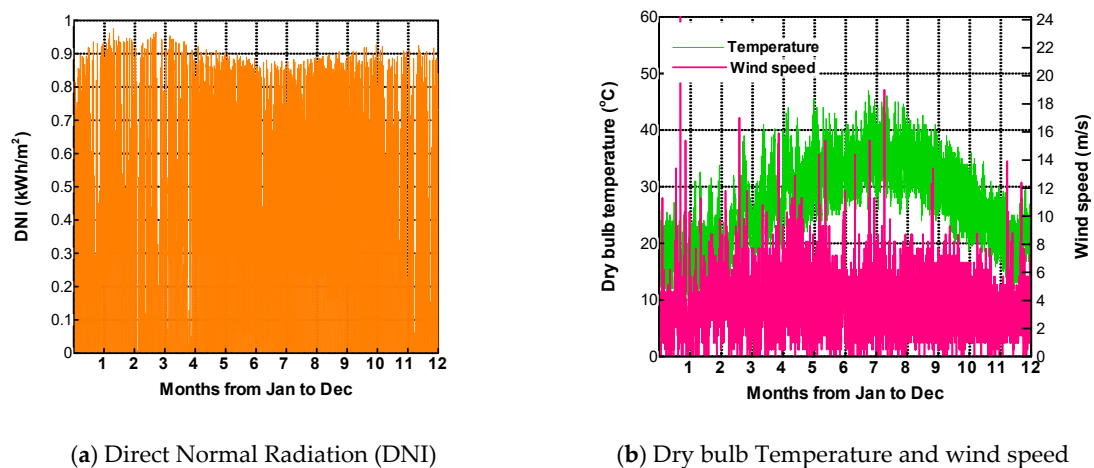 1
0.9
0.8
0.7
0.6
0.5
0.4
0.3
0.2
0.1
0
DNI (kWh/m²)
1 2 3 4 5 6 7 8 9 10 11 12
Months from Jan to Dec
(a) Direct Normal Radiation (DNI)
60
50
40
30
20
10
0
Dry bulb temperature (°C)
Temperature
Wind speed
24
22
20
18
16
14
12
10
8
6
4
2
0
Wind speed (m/s)
1 2 3 4 5 6 7 8 9 10 11 12
Months from Jan to Dec
(b) Dry bulb Temperature and wind speed